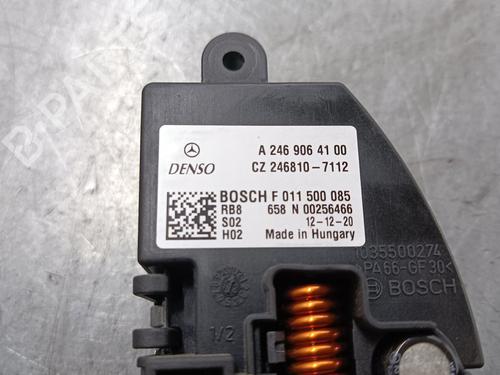 A 246 906 41 00
DENSO
CZ 246810-7112
BOSCH F 011 500 085
RB8 658 N 00256466
S02 12-12-20
H02 Made in Hungary
1035500274
PA66-GF30<
BOSCH
1/2
B-PARTS